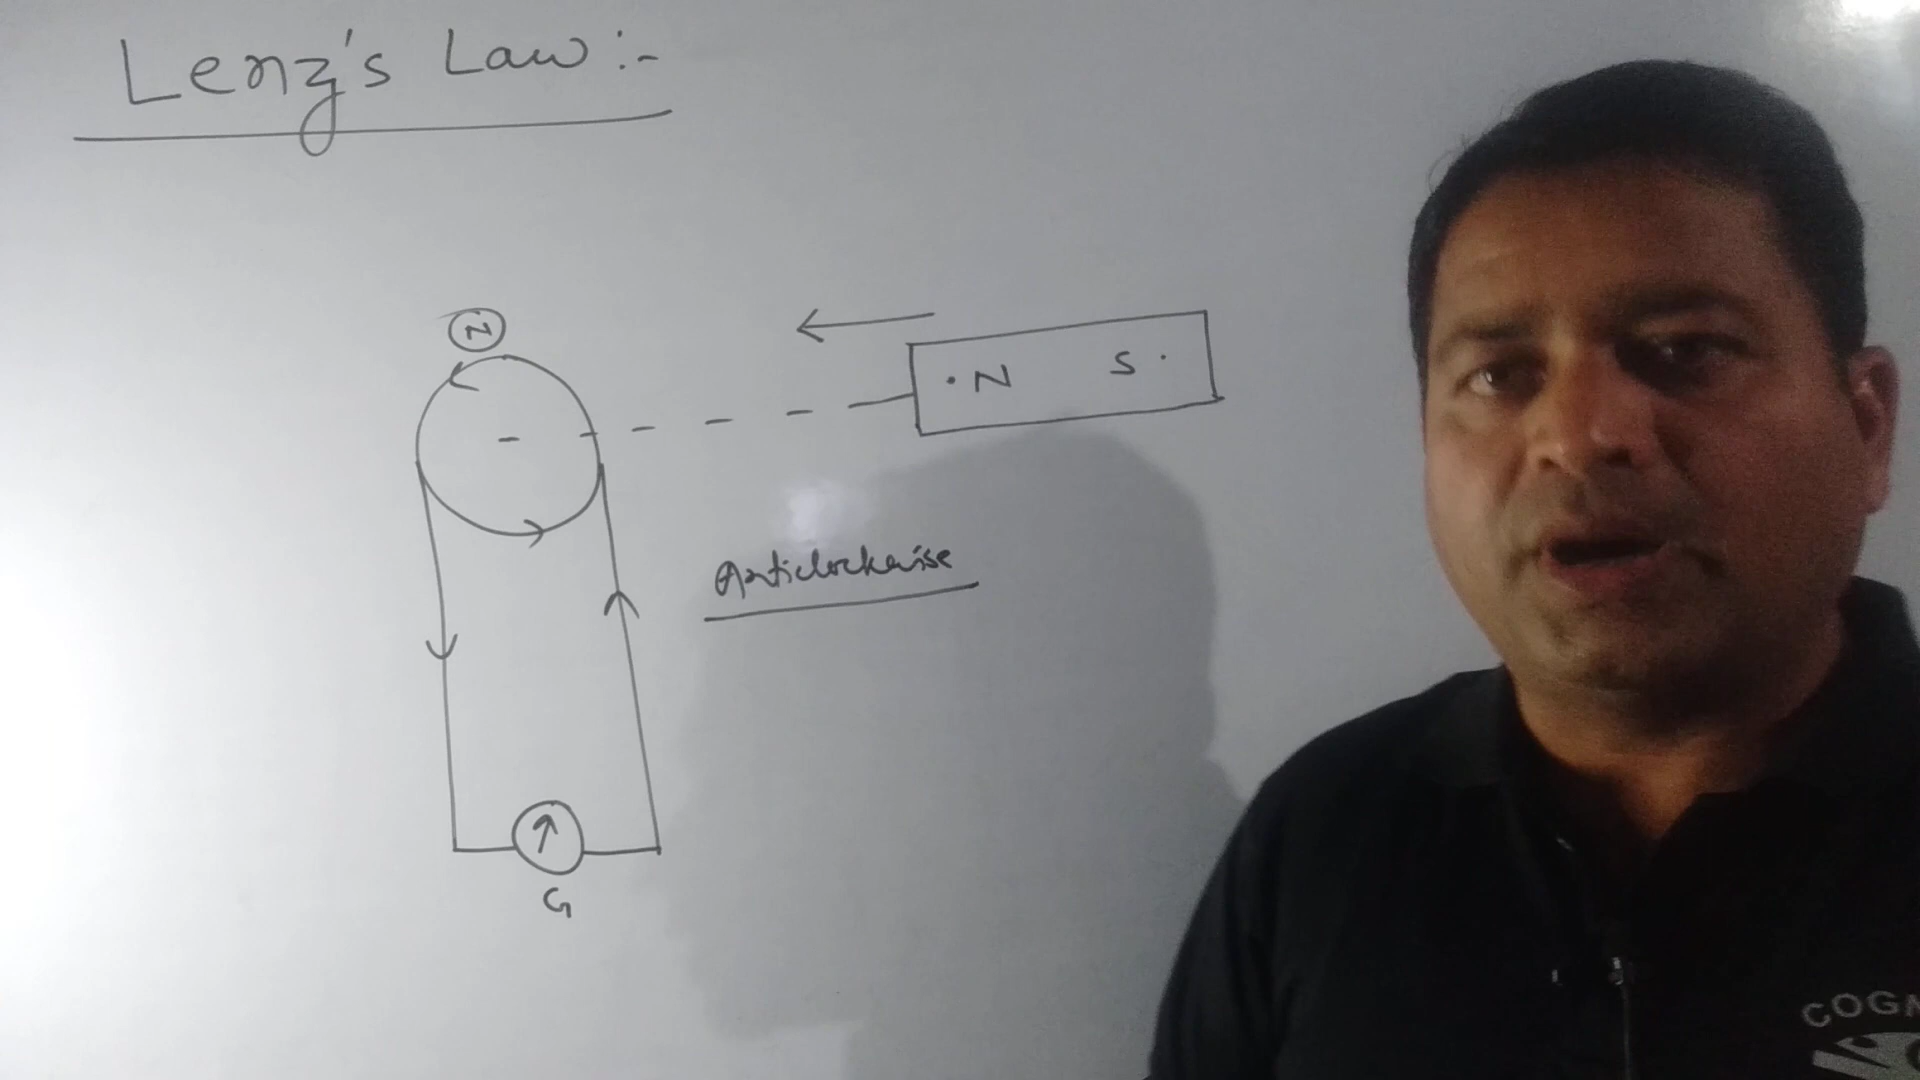 Lenz's Law :-
N
N S
Anticlockwise
G
COGN